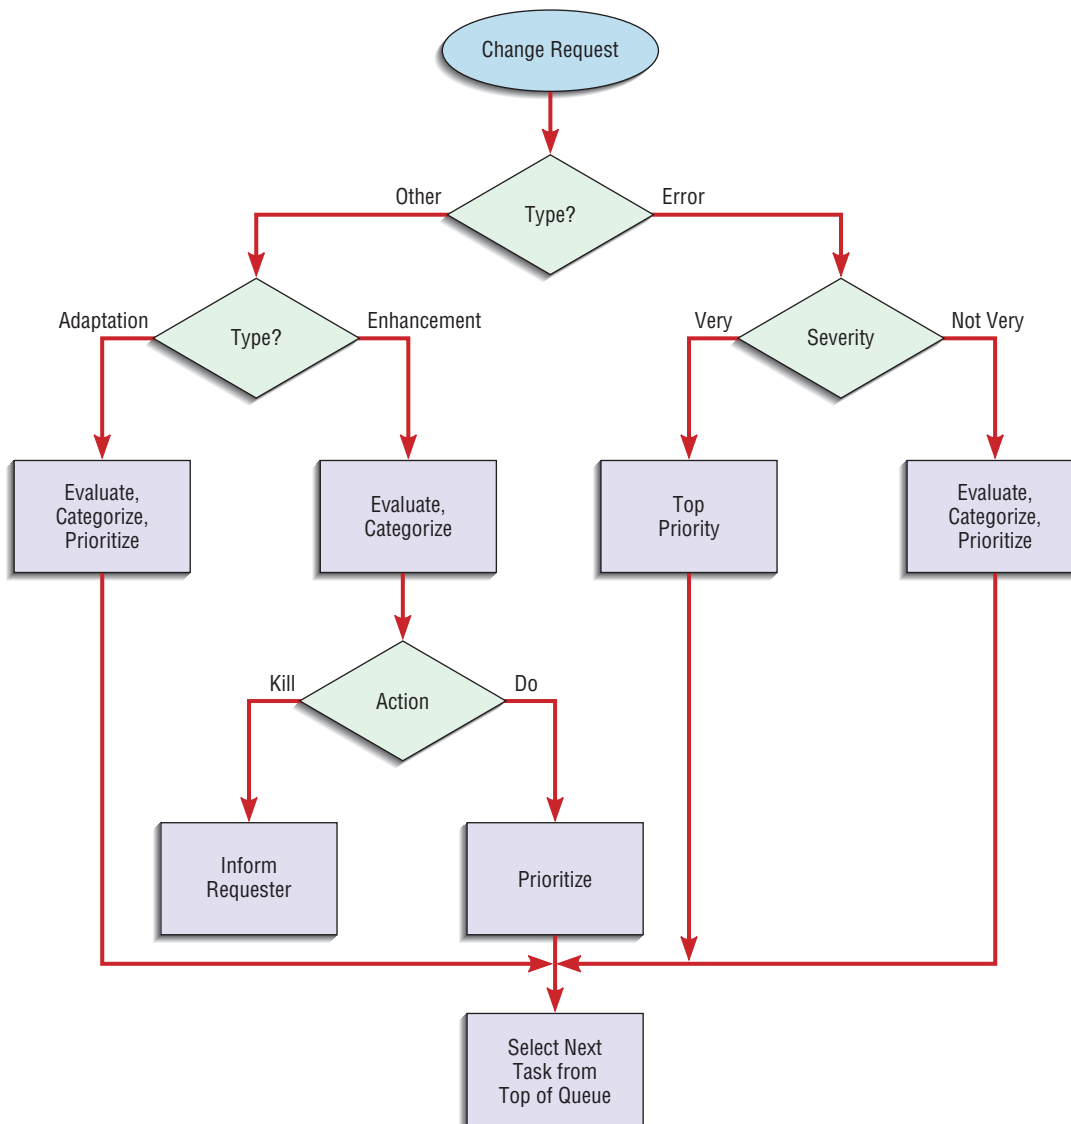 Change Request
Other
Type?
Error
Adaptation
Type?
Enhancement
Very
Severity
Not Very
Evaluate,
Categorize,
Prioritize
Evaluate,
Categorize
Top
Priority
Evaluate,
Categorize,
Prioritize
Kill
Action
Do
Inform
Requester
Prioritize
Select Next
Task from
Top of Queue